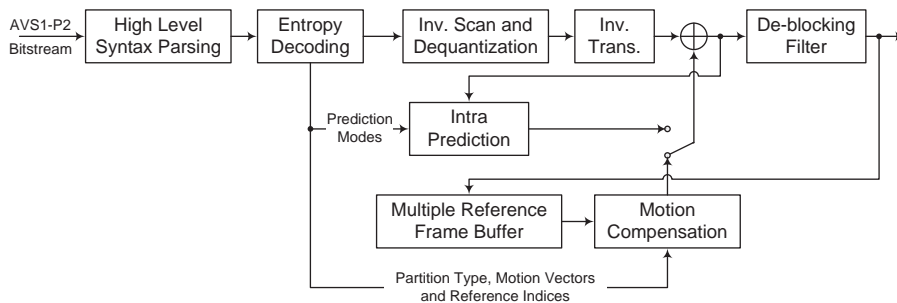 AVS1-P2
Bitstream
High Level
Syntax Parsing
Entropy
Decoding
Inv. Scan and
Dequantization
Inv.
Trans.
De-blocking
Filter
Prediction
Modes
Intra
Prediction
Multiple Reference
Frame Buffer
Motion
Compensation
Partition Type, Motion Vectors
and Reference Indices